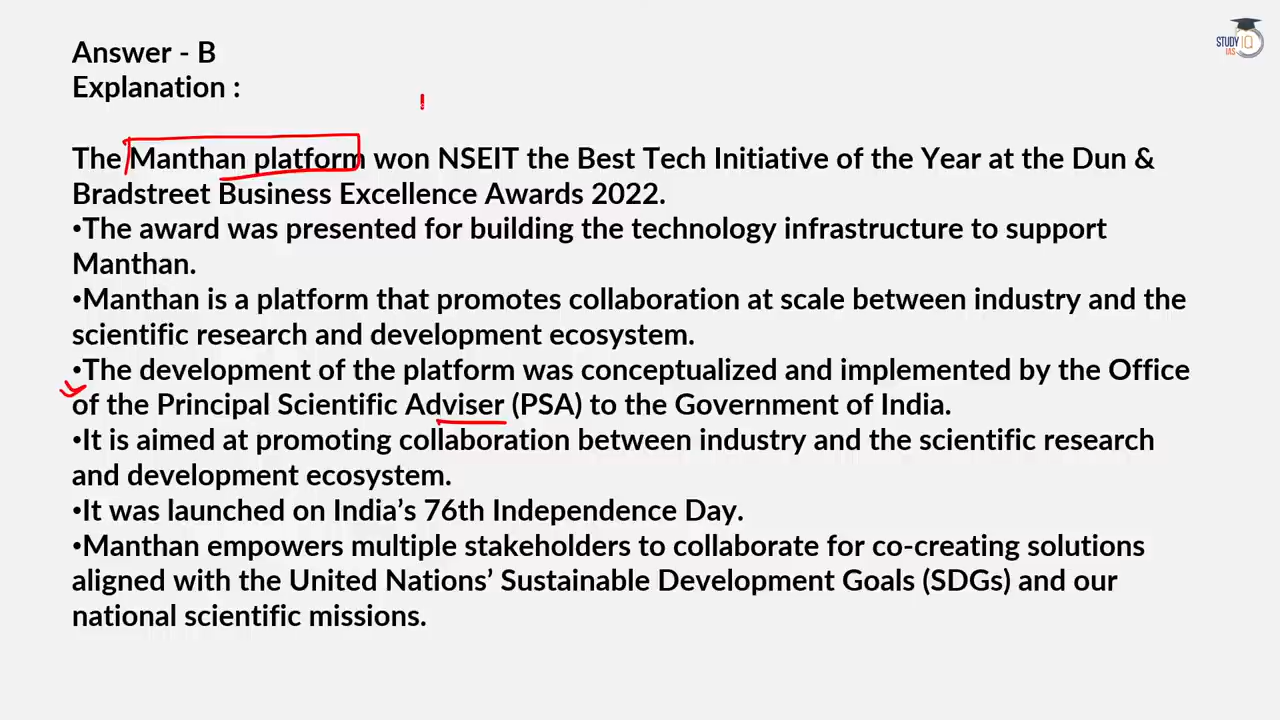 STUDY IQ
IAS
Answer - B
Explanation :
The Manthan platform won NSEIT the Best Tech Initiative of the Year at the Dun &
Bradstreet Business Excellence Awards 2022.
•The award was presented for building the technology infrastructure to support
Manthan.
•Manthan is a platform that promotes collaboration at scale between industry and the
scientific research and development ecosystem.
•The development of the platform was conceptualized and implemented by the Office
of the Principal Scientific Adviser (PSA) to the Government of India.
•It is aimed at promoting collaboration between industry and the scientific research
and development ecosystem.
•It was launched on India’s 76th Independence Day.
•Manthan empowers multiple stakeholders to collaborate for co-creating solutions
aligned with the United Nations’ Sustainable Development Goals (SDGs) and our
national scientific missions.